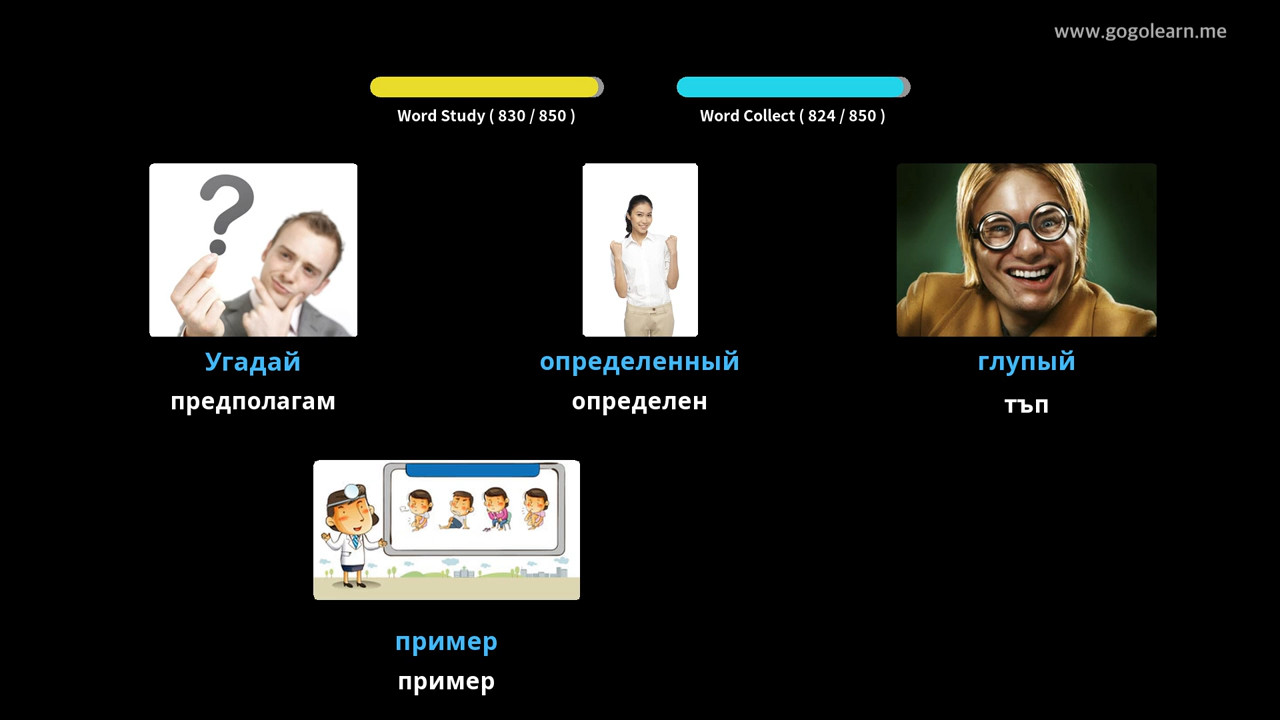 www.gogolearn.me
Word Study ( 830 / 850 )
Word Collect ( 824 / 850 )
Угадай
предполагам
определенный
определен
глупый
тъп
пример
пример